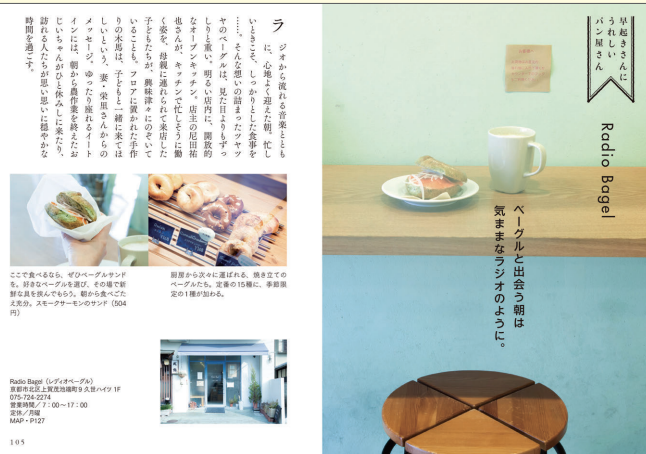 早起きさんに
うれしい
パン屋さん
Radio Bagel
ベーグルと出会う朝は
気ままなラジオのように。
ラジオから流れる音楽ととも
に、心地よく迎えた朝。忙し
いときこそ、しっかりとした食事を
……。そんな想いの詰まったツヤツ
ヤのベーグルは、見た目よりもずっ
しりと重い。明るい店内に、開放的
なオープンキッチン。店主の尼田祐
也さんが、キッチンで忙しそうに働
く姿を、母親に連れられて来店した
子どもたちが、興味津々にのぞいて
いることも。フロアに置かれた手作
りの木馬は、子どもと一緒に来てほ
しいという、妻・栄里さんからの
メッセージ。ゆったり座れるイート
インには、朝から農作業を終えたお
じいちゃんがひと休みしに来たり、
訪れる人たちが思い思いに穏やかな
時間を過ごす。
ここで食べるなら、ぜひベーグルサンド
を。好きなベーグルを選び、その場で新
鮮な具を挟んでもらう。朝から食べごた
え充分。スモークサーモンのサンド（504
円）
厨房から次々に運ばれる、焼き立ての
ベーグルたち。定番の15種に、季節限
定の1種が加わる。
Radio Bagel（レディオベーグル）
京都市北区上賀茂池端町9 久世ハイツ 1F
075-724-2274
営業時間／7：00〜17：00
定休／月曜
MAP・P127
105